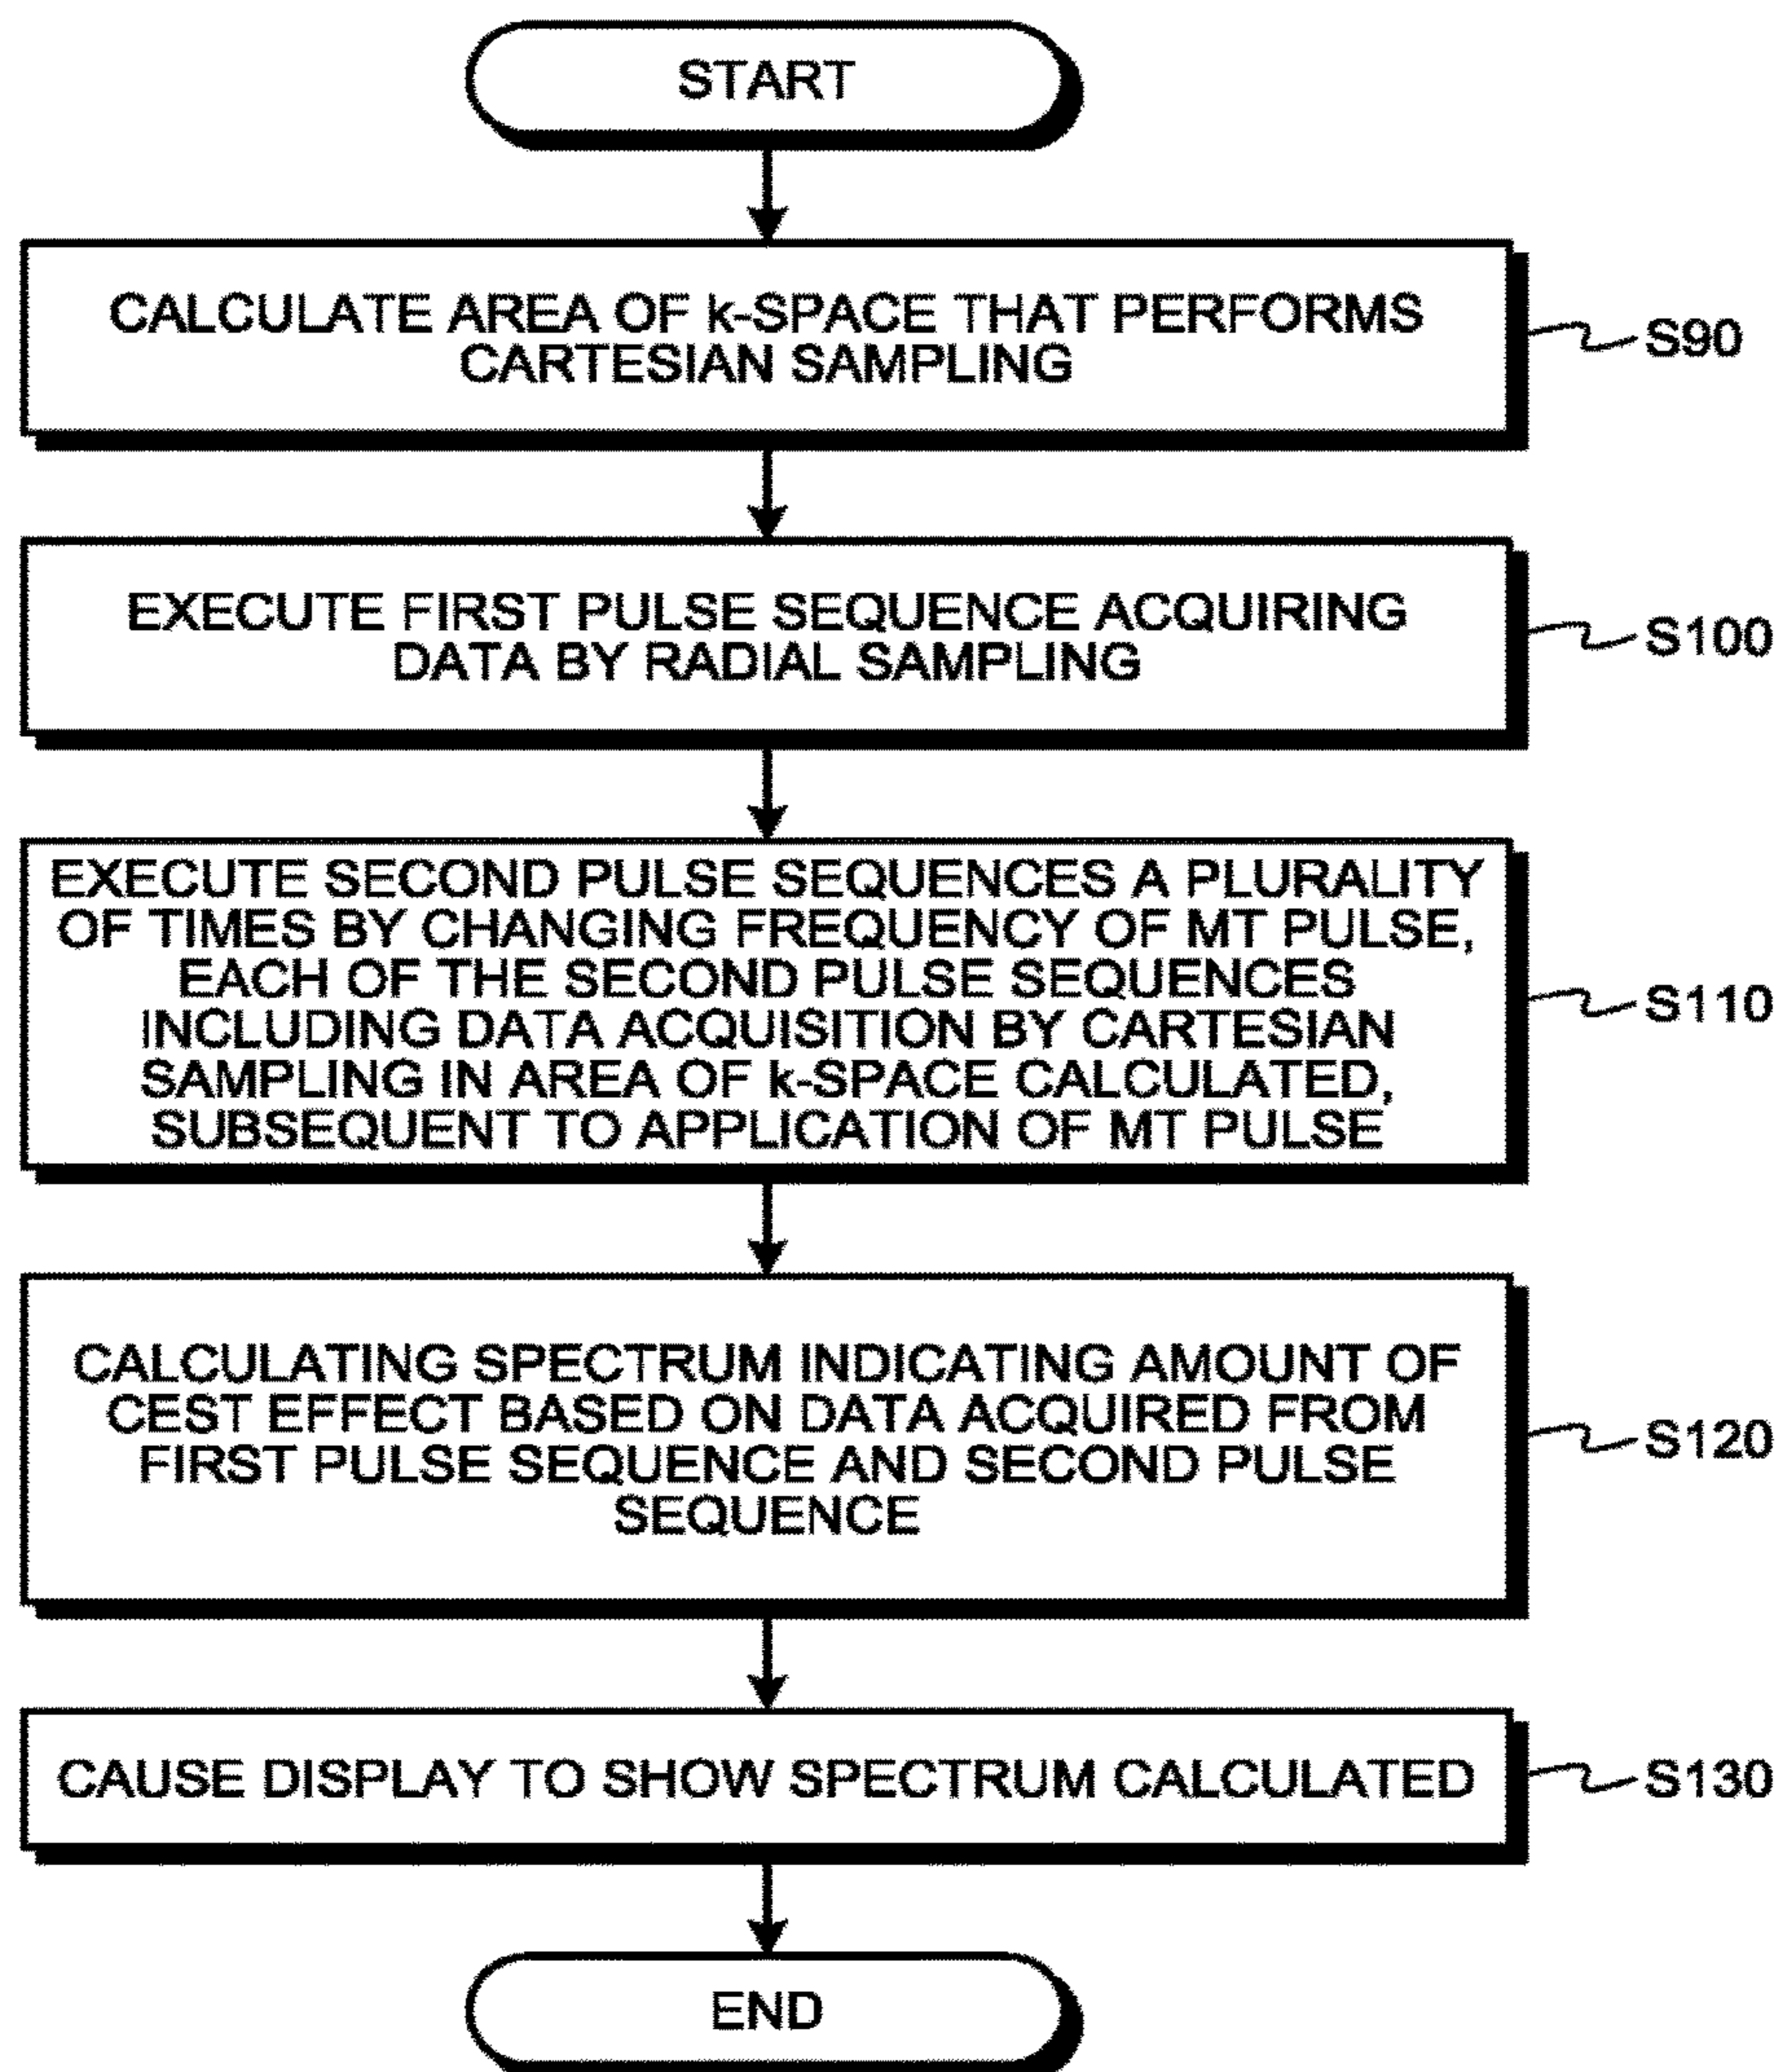 START
CALCULATE AREA OF k-SPACE THAT PERFORMS
CARTESIAN SAMPLING
S90
EXECUTE FIRST PULSE SEQUENCE ACQUIRING
DATA BY RADIAL SAMPLING
S100
EXECUTE SECOND PULSE SEQUENCES A PLURALITY
OF TIMES BY CHANGING FREQUENCY OF MT PULSE,
EACH OF THE SECOND PULSE SEQUENCES
INCLUDING DATA ACQUISITION BY CARTESIAN
SAMPLING IN AREA OF k-SPACE CALCULATED,
SUBSEQUENT TO APPLICATION OF MT PULSE
S110
CALCULATING SPECTRUM INDICATING AMOUNT OF
CEST EFFECT BASED ON DATA ACQUIRED FROM
FIRST PULSE SEQUENCE AND SECOND PULSE
SEQUENCE
S120
CAUSE DISPLAY TO SHOW SPECTRUM CALCULATED
S130
END